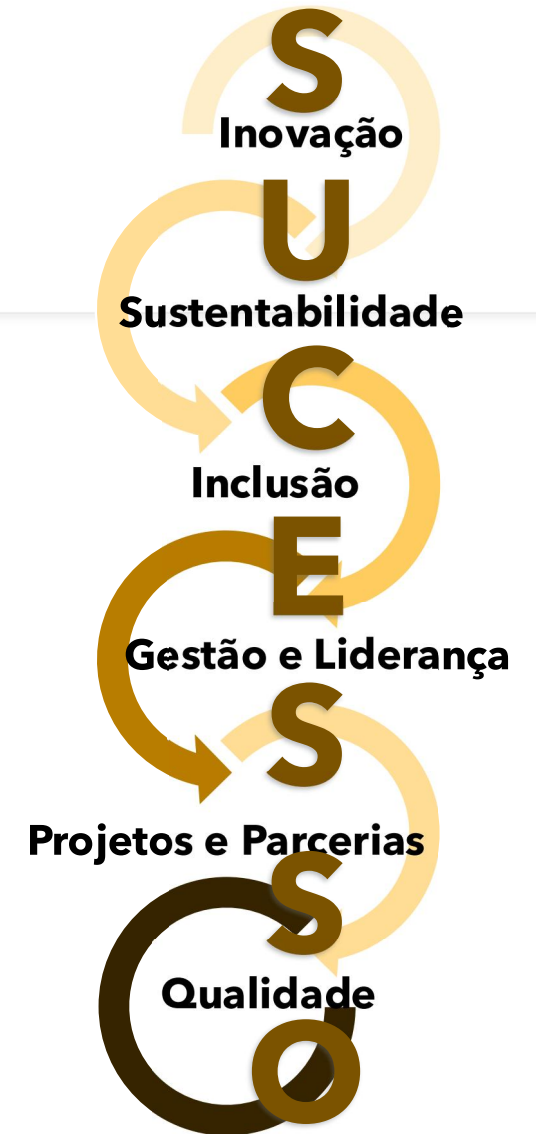 S
Inovação
U
Sustentabilidade
C
Inclusão
E
Gestão e Liderança
S
Projetos e Parcerias
S
Qualidade
O